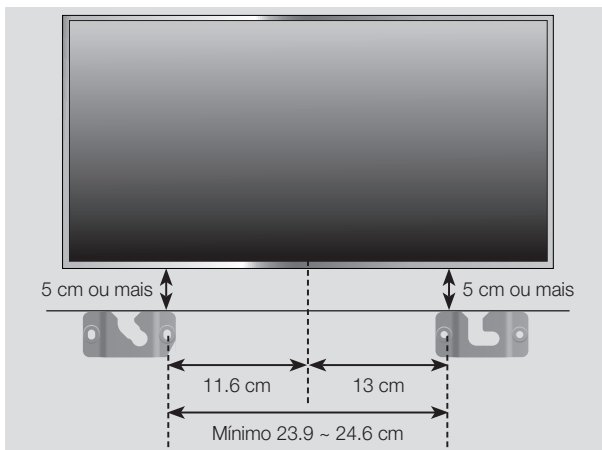 5 cm ou mais
5 cm ou mais
11.6 cm
13 cm
Mínimo 23.9 ~ 24.6 cm